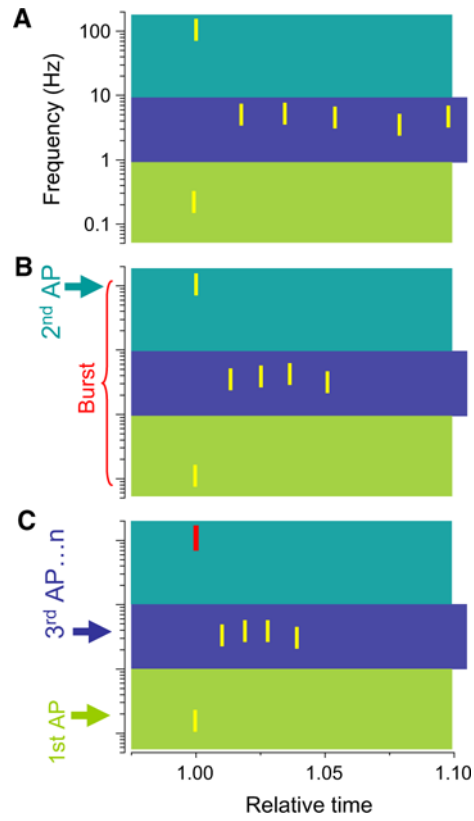 A
Frequency (Hz)
100
10
1
0.1
B
2nd AP
Burst
C
3rd AP...n
1st AP
1.00
1.05
1.10
Relative time